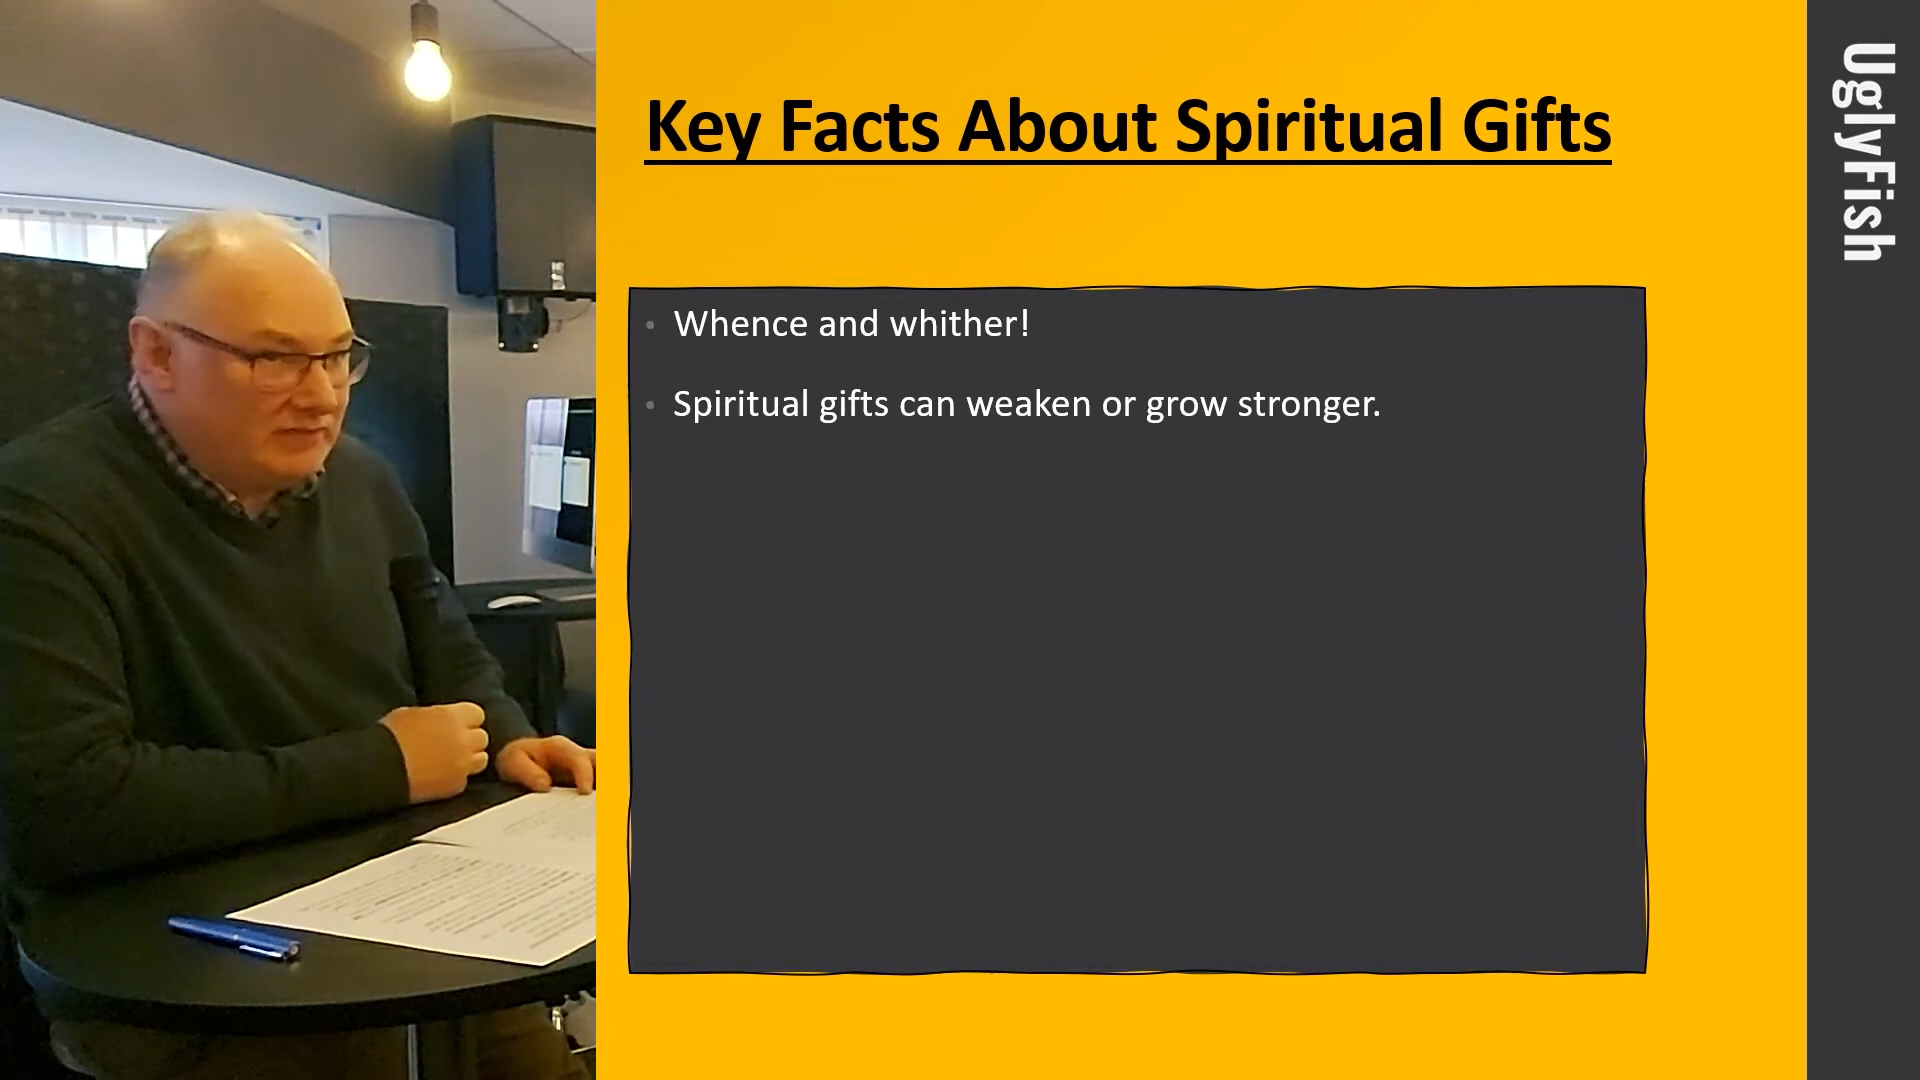 Key Facts About Spiritual Gifts
Whence and whither!
Spiritual gifts can weaken or grow stronger.
UglyFish